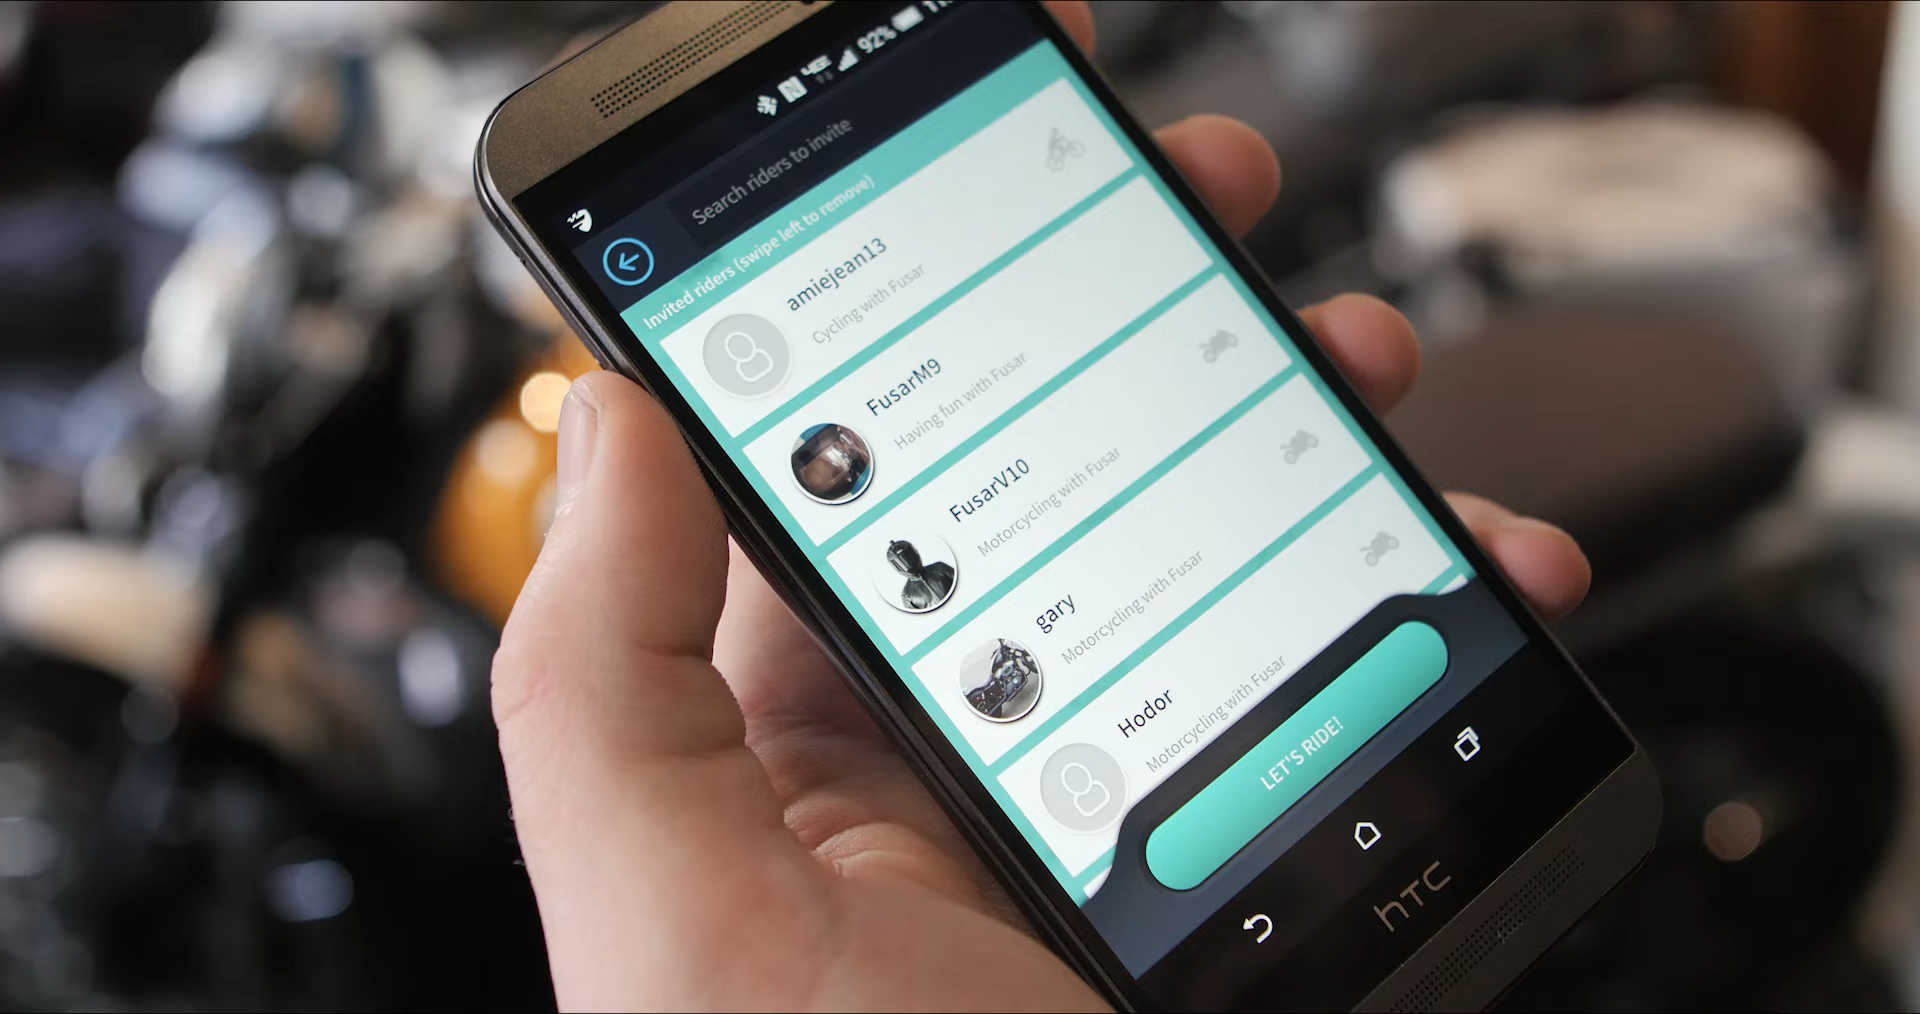 92%
Search riders to invite
Invited riders (swipe left to remove)
amiejean13
Cycling with Fusar
FusarM9
Having fun with Fusar
FusarV10
Motorcycling with Fusar
gary
Motorcycling with Fusar
Hodor
Motorcycling with Fusar
LET'S RIDE!
hTC